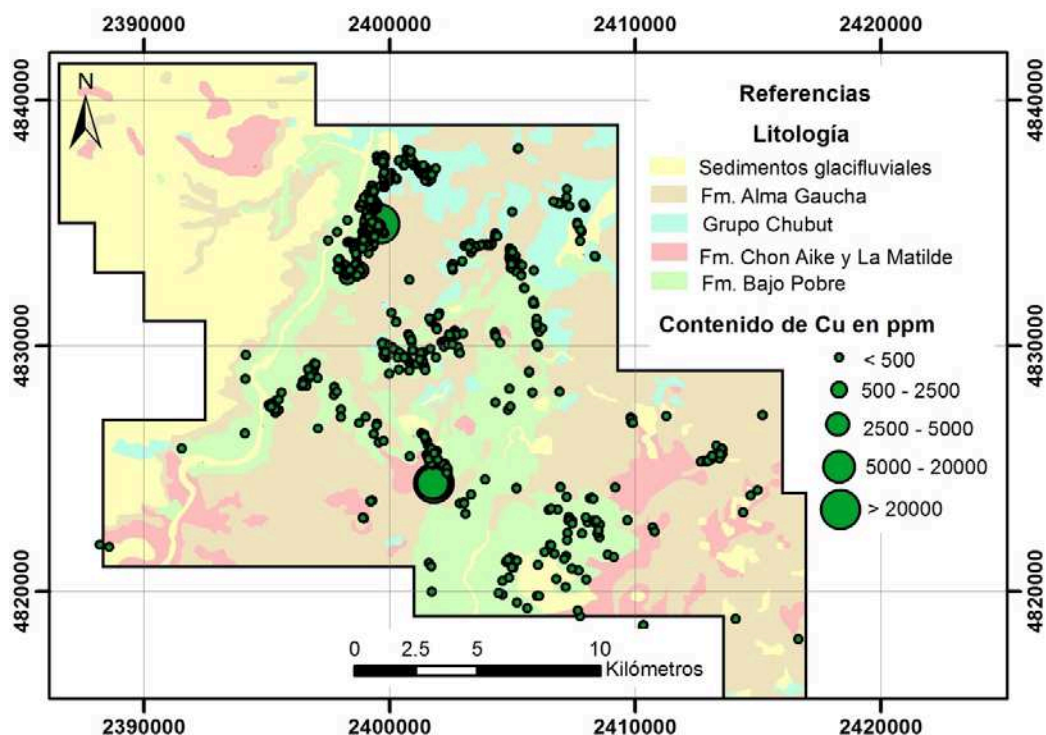 2390000 2400000 2410000 2420000
4840000 4840000
N
Referencias
Litología
Sedimentos glacifluviales
Fm. Alma Gaucha
Grupo Chubut
Fm. Chon Aike y La Matilde
Fm. Bajo Pobre
Contenido de Cu en ppm
< 500
500 - 2500
2500 - 5000
5000 - 20000
> 20000
4830000 4830000
4820000 4820000
0 2.5 5 10
Kilómetros
2390000 2400000 2410000 2420000